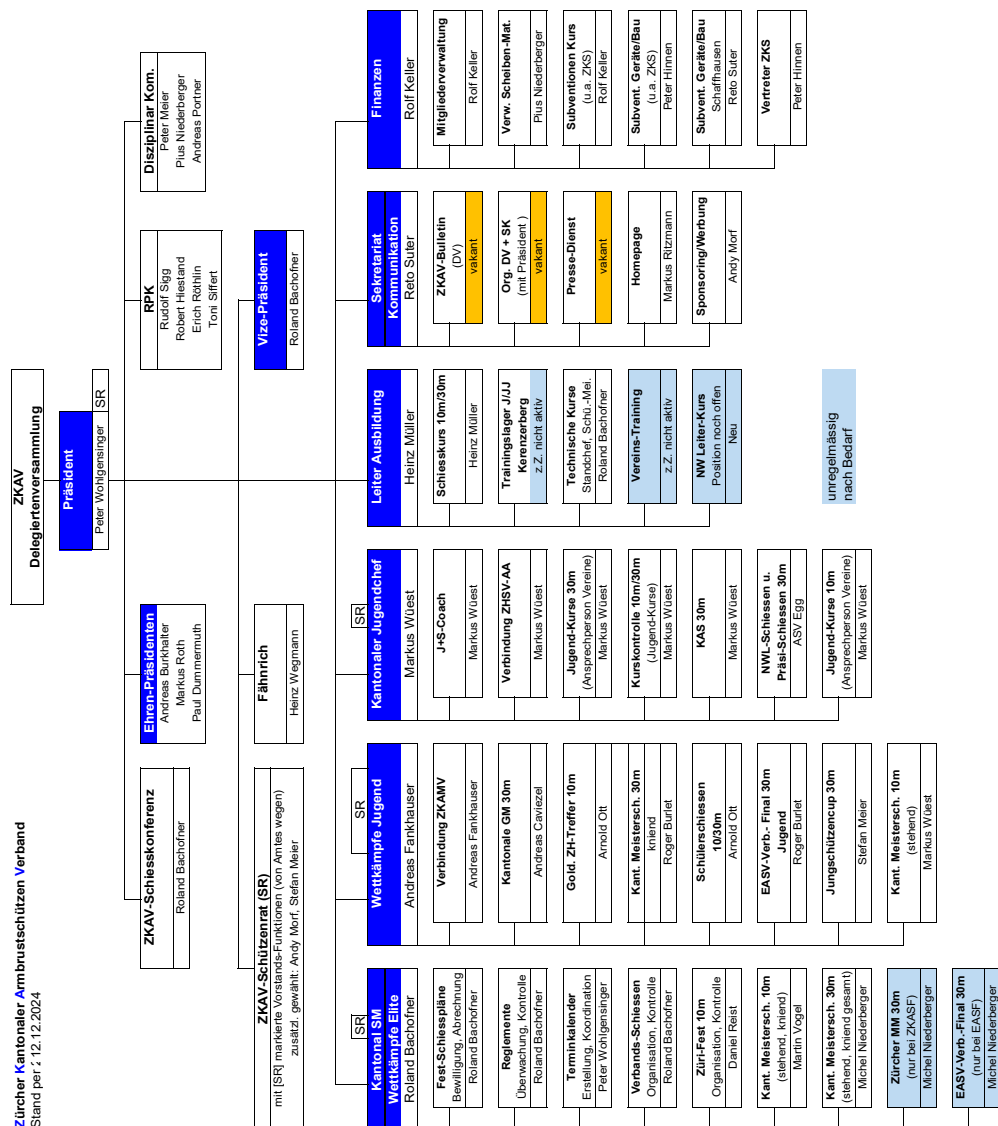 Zürcher Kantonaler Armbrustschützen Verband
Stand per 12.12.2024
ZKAV
Delegiertenversammlung
Präsident
Peter Wohlgensinger
SR
ZKAV-Schiesskonferenz
Roland Bachofner
Ehren-Präsidenten
Andreas Burkhalter
Markus Roth
Paul Dummermuth
RPK
Rudolf Sigg
Robert Hiestand
Erich Röthlin
Toni Siffert
Disziplinar Kom.
Peter Meier
Pius Niederberger
Andreas Portner
ZKAV-Schützenrat (SR)
mit [SR] markierte Vorstands-Funktionen (von Amtes wegen)
zusätzl. gewählt: Andy Morf, Stefan Meier
Fähnrich
Heinz Wegmann
Vize-Präsident
Roland Bachofner
SR
Kantonal SM
Wettkämpfe Elite
Roland Bachofner
Fest-Schiesspläne
Bewilligung, Abrechnung
Roland Bachofner
Reglemente
Überwachung, Kontrolle
Roland Bachofner
Terminkalender
Erstellung, Koordination
Peter Wohlgensinger
Verbands-Schiessen
Organisation, Kontrolle
Roland Bachofner
Züri-Fest 10m
Organisation, Kontrolle
Daniel Reist
Kant. Meistersch. 10m
(stehend, kniend)
Martin Vogel
Kant. Meistersch. 30m
(stehend, kniend gesamt)
Michel Niederberger
Zürcher MM 30m
(nur bei ZKASF)
Michel Niederberger
EASV-Verb.-Final 30m
(nur bei EASF)
Michel Niederberger
SR
Wettkämpfe Jugend
Andreas Fankhauser
Verbindung ZKAMV
Andreas Fankhauser
Kantonale GM 30m
Andreas Caviezel
Gold. ZH-Treffer 10m
Arnold Ott
Kant. Meistersch. 30m
kniend
Roger Burlet
Schülerschiessen
10/30m
Arnold Ott
EASV-Verb.- Final 30m
Jugend
Roger Burlet
Jungschützencup 30m
Stefan Meier
Kant. Meistersch. 10m
(stehend)
Markus Wüest
SR
Kantonaler Jugendchef
Markus Wüest
J+S-Coach
Markus Wüest
Verbindung ZHSV-AA
Markus Wüest
Jugend-Kurse 30m
(Ansprechperson Vereine)
Markus Wüest
Kurskontrolle 10m/30m
(Jugend-Kurse)
Markus Wüest
KAS 30m
Markus Wüest
NWL-Schiessen u.
Präsi-Schiessen 30m
ASV Egg
Jugend-Kurse 10m
(Ansprechperson Vereine)
Markus Wüest
Leiter Ausbildung
Heinz Müller
Schiesskurs 10m/30m
Heinz Müller
Trainingslager J/JJ
Kerenzerberg
z.Z. nicht aktiv
Technische Kurse
Standchef, Schü.-Mei.
Roland Bachofner
Vereins-Training
z.Z. nicht aktiv
NW Leiter-Kurs
Position noch offen
Neu
unregelmässig
nach Bedarf
Sekretariat
Kommunikation
Reto Suter
ZKAV-Bulletin
(DV)
vakant
Org. DV + SK
(mit Präsident )
vakant
Presse-Dienst
vakant
Homepage
Markus Ritzmann
Sponsoring/Werbung
Andy Morf
Finanzen
Rolf Keller
Mitgliederverwaltung
Rolf Keller
Verw. Scheiben-Mat.
Pius Niederberger
Subventionen Kurs
(u.a. ZKS)
Rolf Keller
Subvent. Geräte/Bau
(u.a. ZKS)
Peter Hinnen
Subvent. Geräte/Bau
Schaffhausen
Reto Suter
Vertreter ZKS
Peter Hinnen